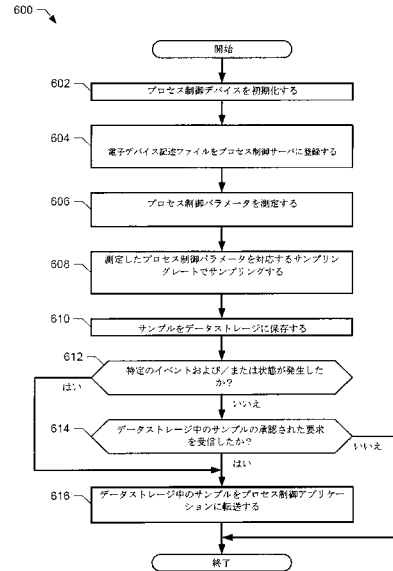 600
開始
602
プロセス制御デバイスを初期化する
604
電子デバイス記述ファイルをプロセス制御サーバに登録する
606
プロセス制御パラメータを測定する
608
測定したプロセス制御パラメータを対応するサンプリン
グレートでサンプリングする
610
サンプルをデータストレージに保存する
612
特定のイベントおよび/または状態が発生した
か?
はい
いいえ
614
データストレージ中のサンプルの承認された要求
を受信したか?
いいえ
はい
616
データストレージ中のサンプルをプロセス制御アプリケー
ションに転送する
終了